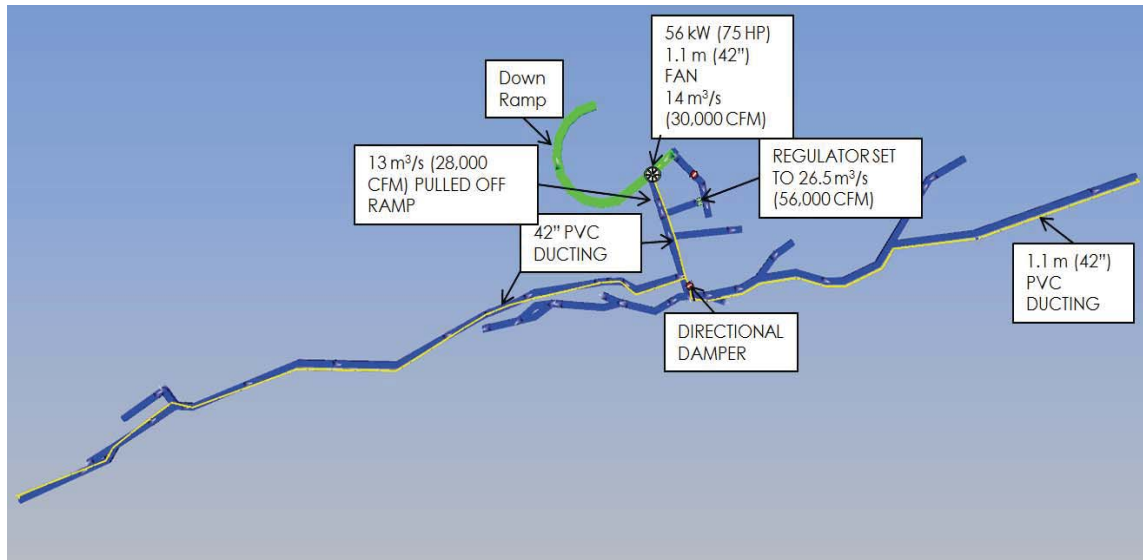 56 kW (75 HP)
1.1 m (42”)
FAN
14 m³/s
(30,000 CFM)
Down
Ramp
13 m³/s (28,000
CFM) PULLED OFF
RAMP
REGULATOR SET
TO 26.5 m³/s
(56,000 CFM)
42” PVC
DUCTING
1.1 m (42”)
PVC
DUCTING
DIRECTIONAL
DAMPER